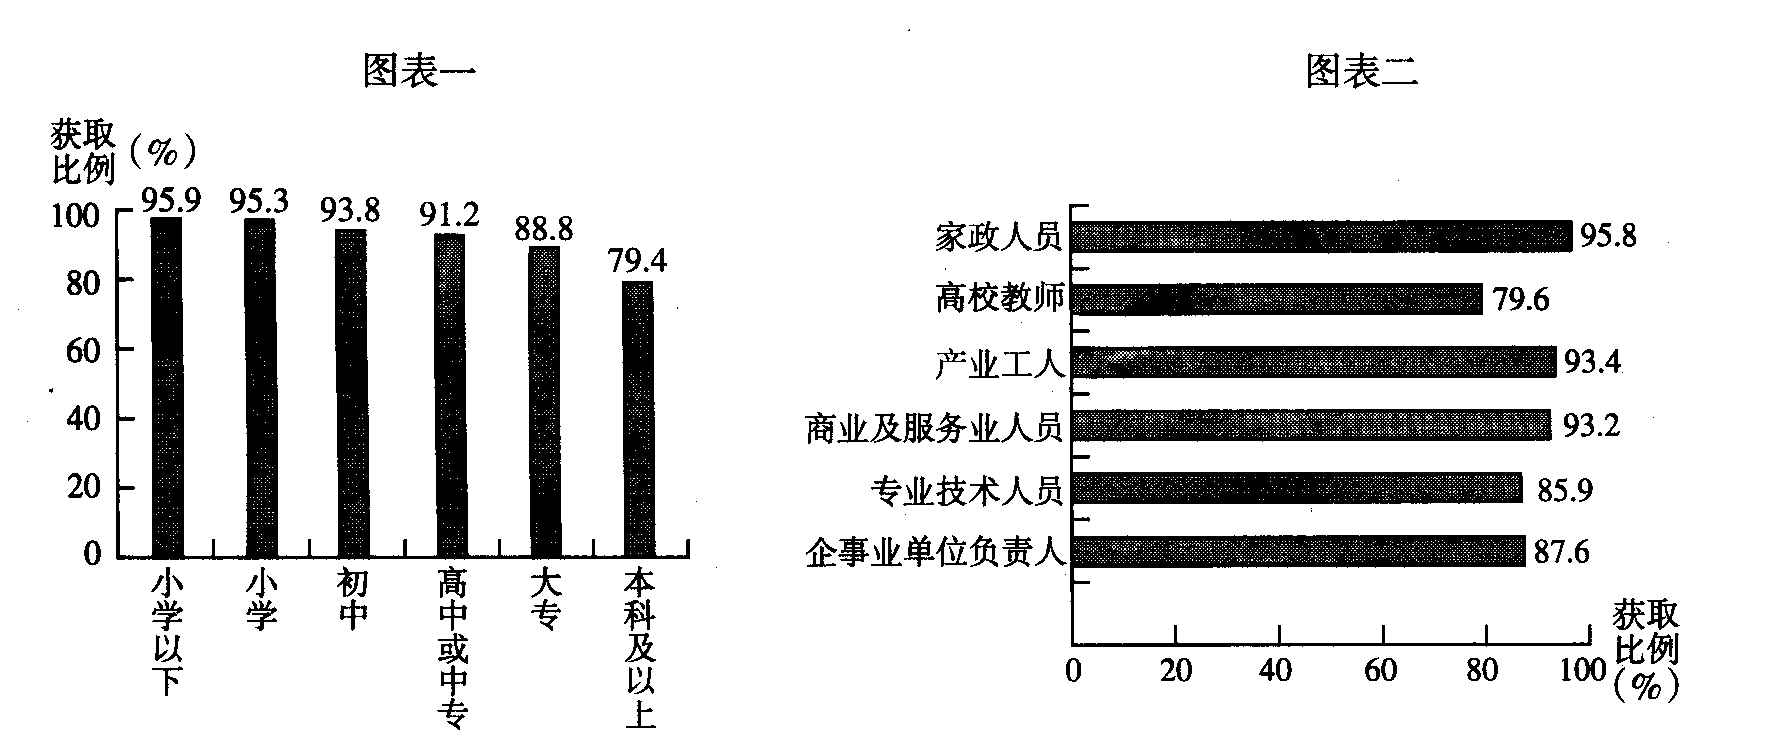 图表一
获取比例(%)
95.9 95.3 93.8 91.2 88.8 79.4
100
80
60
40
20
0
小学以下 小学 初中 高中或中专 大专 本科及以上
图表二
家政人员 95.8
高校教师 79.6
产业工人 93.4
商业及服务业人员 93.2
专业技术人员 85.9
企事业单位负责人 87.6
0 20 40 60 80 100
获取比例(%)